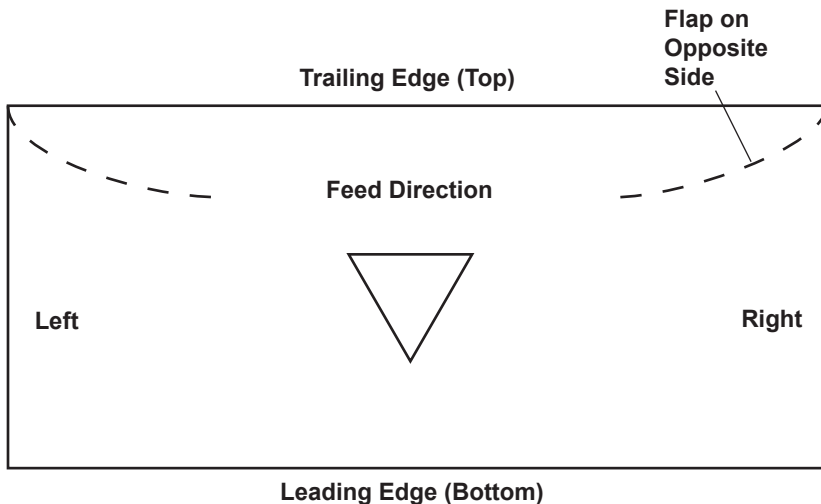 Flap on
Opposite
Side
Trailing Edge (Top)
Feed Direction
Left
Right
Leading Edge (Bottom)